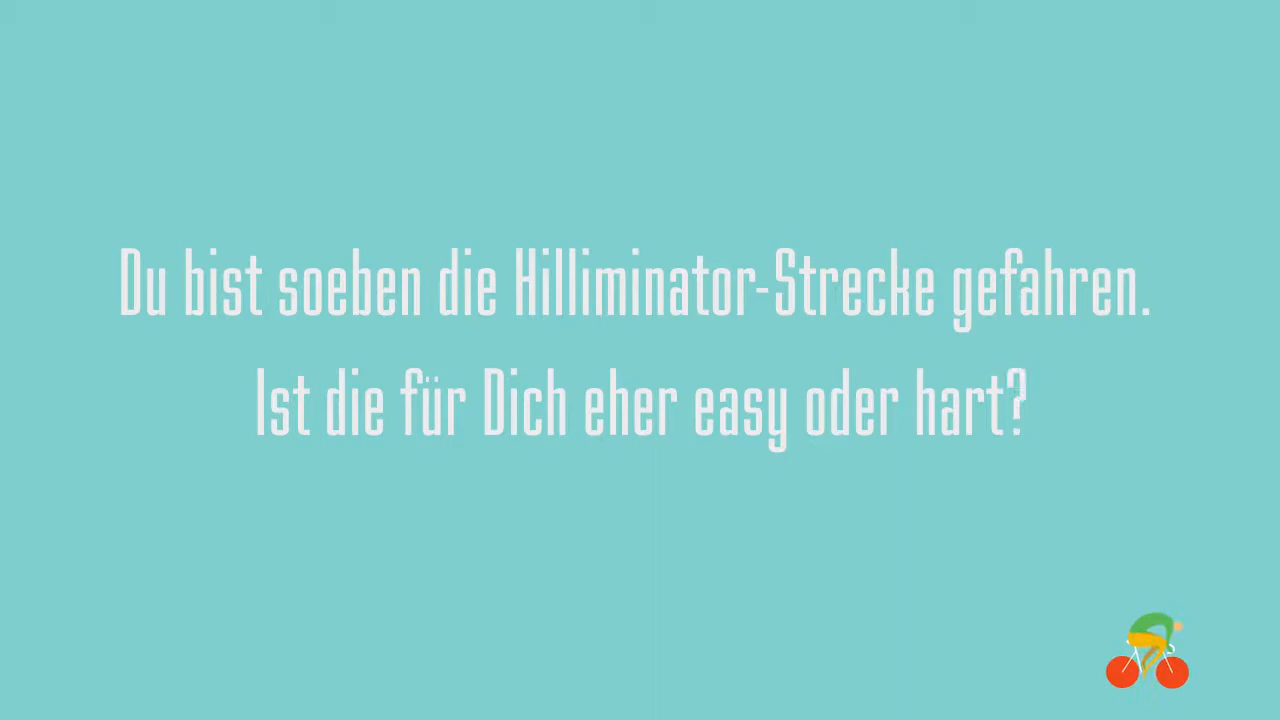 Du bist soeben die Hilliminator-Strecke gefahren.
Ist die für Dich eher easy oder hart?